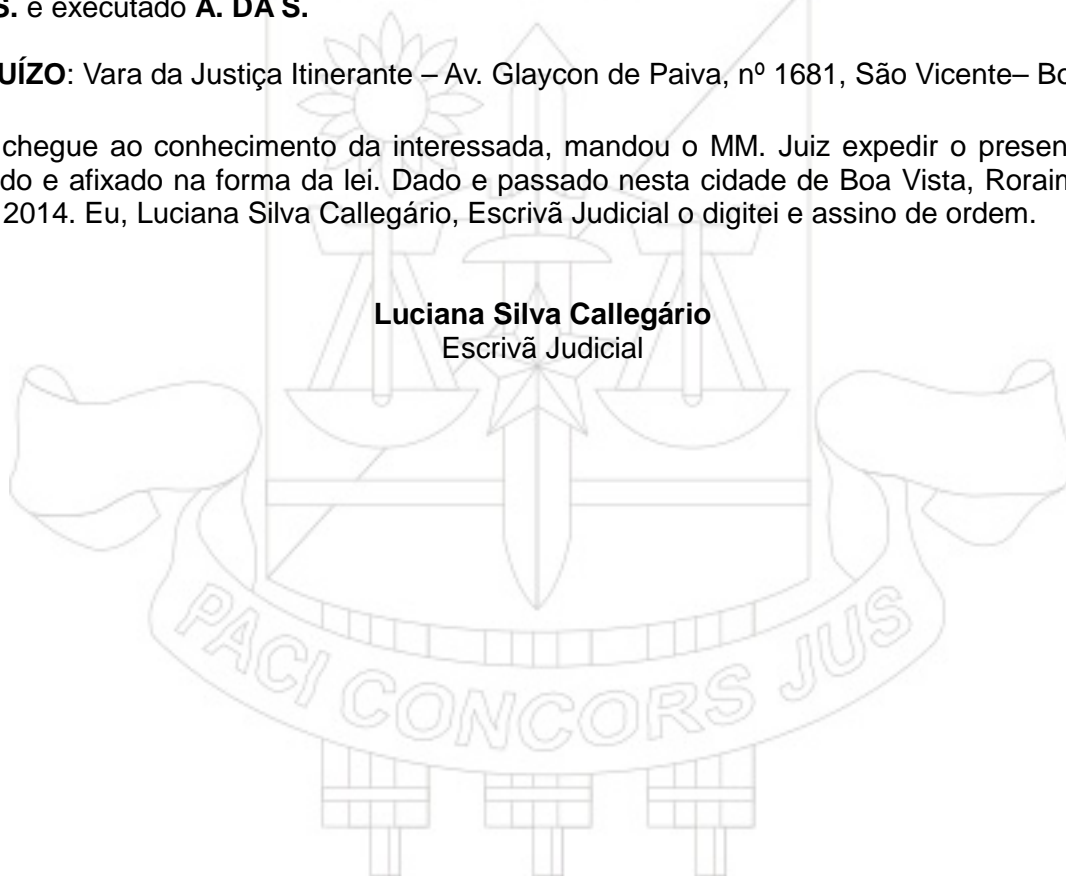 S. e executado A. DA S.
UÍZO: Vara da Justiça Itinerante – Av. Glaycon de Paiva, nº 1681, São Vicente– Bo
chegue ao conhecimento da interessada, mandou o MM. Juiz expedir o presen
do e afixado na forma da lei. Dado e passado nesta cidade de Boa Vista, Rorain
2014. Eu, Luciana Silva Callegário, Escrivã Judicial o digitei e assino de ordem.
Luciana Silva Callegário
Escrivã Judicial
PACI CONCORS JUS